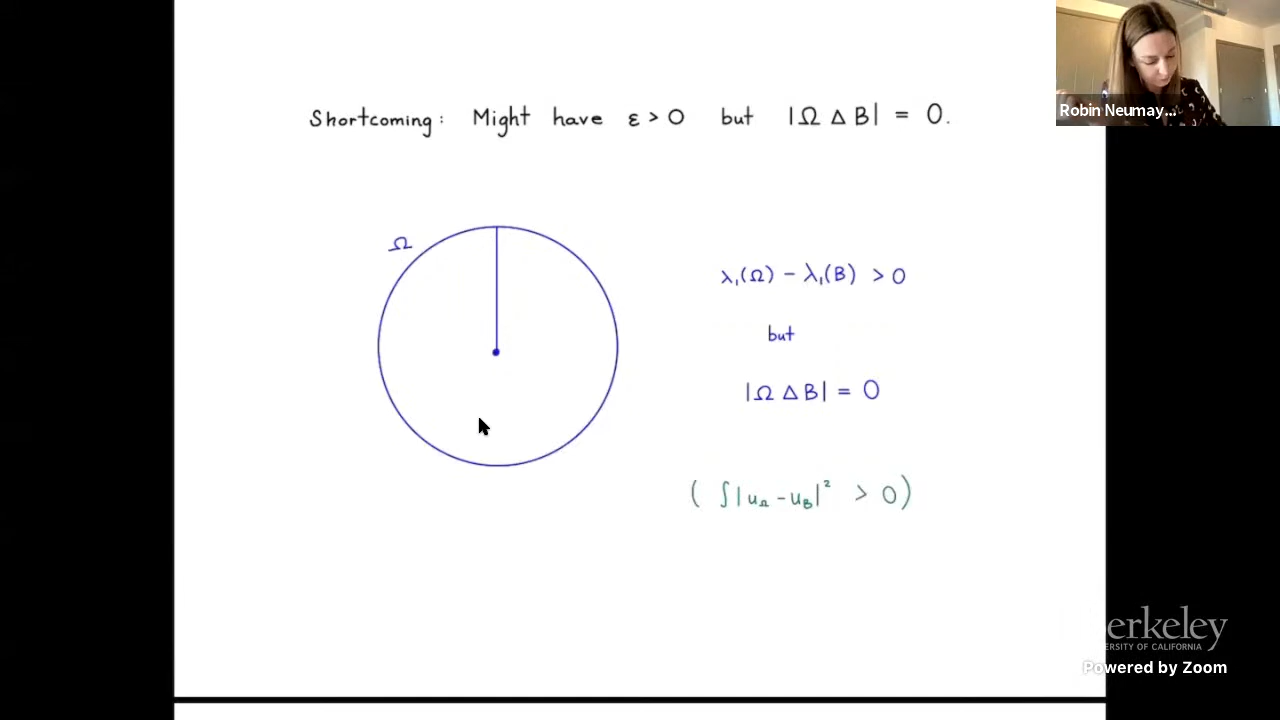 Shortcoming: Might have ε > 0 but |Ω Δ B| = 0.
Robin Neumay...
Ω
λ₁(Ω) - λ₁(B) > 0
but
|Ω Δ B| = 0
( ∫|u_Ω - u_B|² > 0)
erkeley
ERSITY OF CALIFORNIA
Powered by Zoom